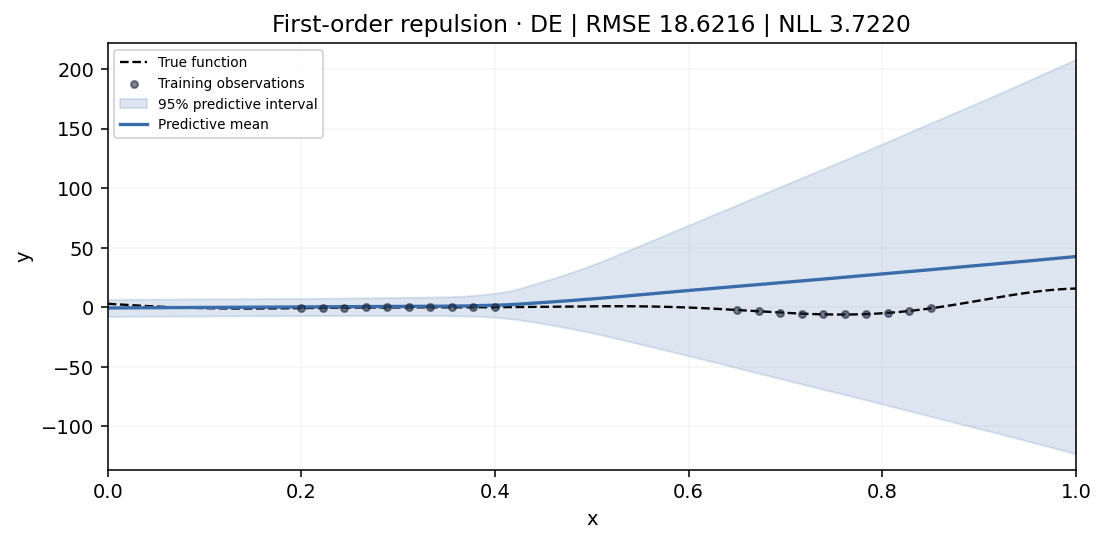 First-order repulsion · DE | RMSE 18.6216 | NLL 3.7220
True function
Training observations
95% predictive interval
Predictive mean
200
150
100
50
0
−50
−100
y
0.0 0.2 0.4 0.6 0.8 1.0
x